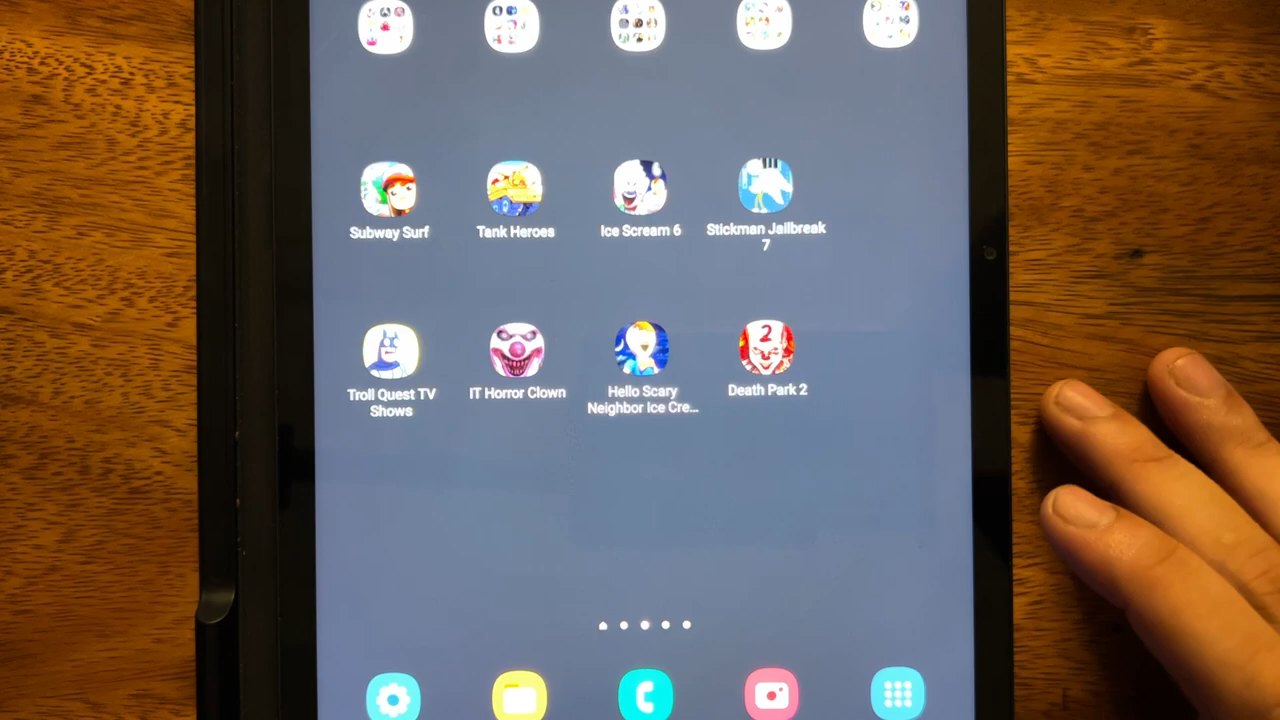 Subway Surf
Tank Heroes
Ice Scream 6
Stickman Jailbreak
7
Troll Quest TV
Shows
IT Horror Clown
Hello Scary
Neighbor Ice Cre...
2
Death Park 2